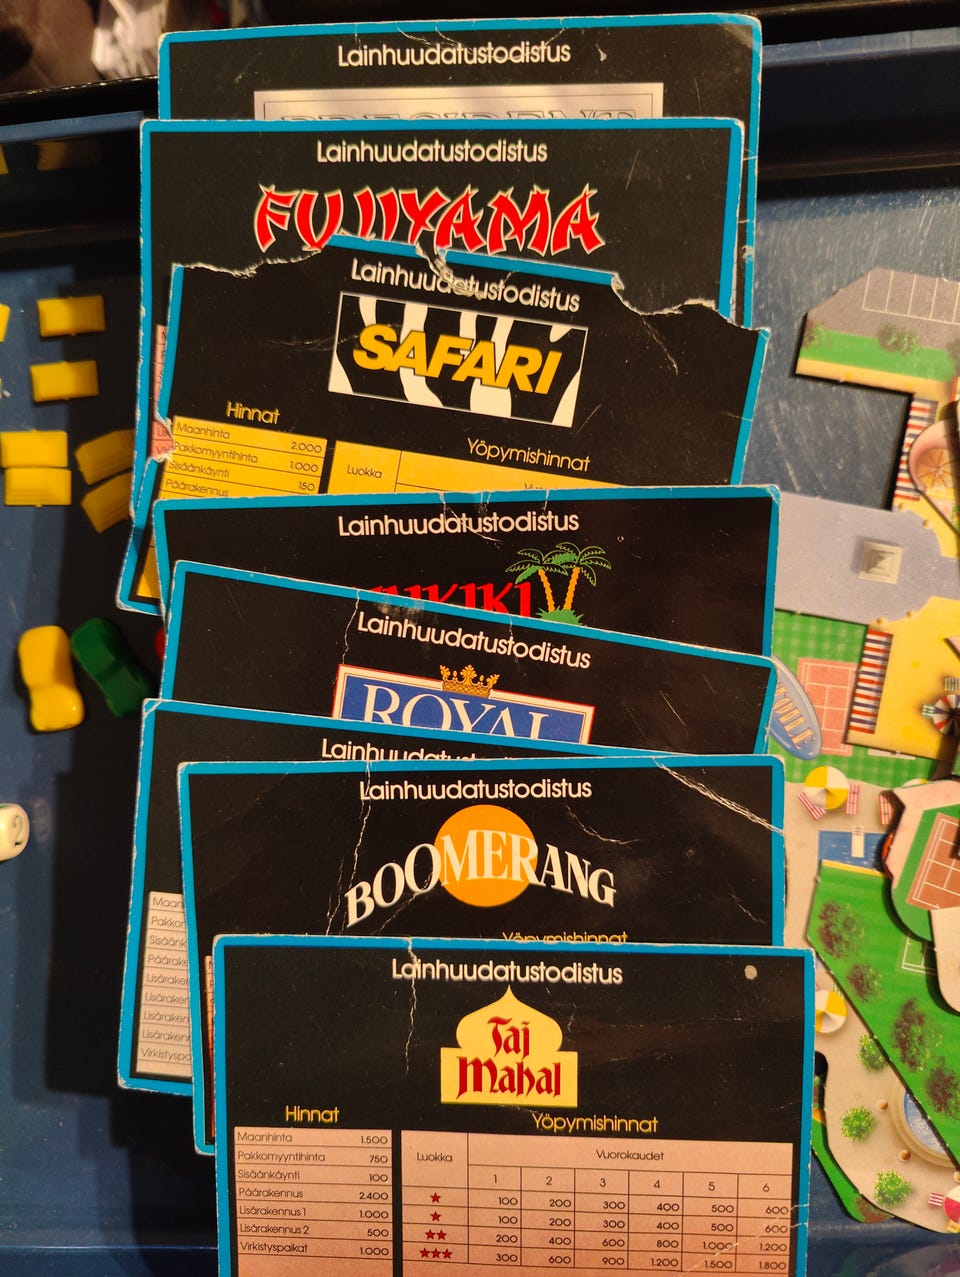 Lainhuudatustodistus
PRESIDENT
Lainhuudatustodistus
FUJIYAMA
Lainhuudatustodistus
SAFARI
Hinnat
Maanhinta 2.000
Pakkomyyntihinta 1.000
Sisäänkäynti 150
Päärakennus
Yöpymishinnat
Luokka
Lainhuudatustodistus
Lainhuudatustodistus
ROYAL
Lainhuudatustodistus
Lainhuudatustodistus
BOOMERANG
Yöpymishinnat
Lainhuudatustodistus
Taj
Mahal
Hinnat
Maanhinta 1.500
Pakkomyyntihinta 750
Sisäänkäynti 100
Päärakennus 2.400
Lisärakennus 1 1.000
Lisärakennus 2 500
Virkistyspaikat 1.000
Yöpymishinnat
Luokka Vuorokaudet
1 2 3 4 5 6
★ 100 200 300 400 500 600
★ 100 200 300 400 500 600
★★ 200 400 600 800 1.000 1.200
★★★ 300 600 900 1.200 1.500 1.800
2